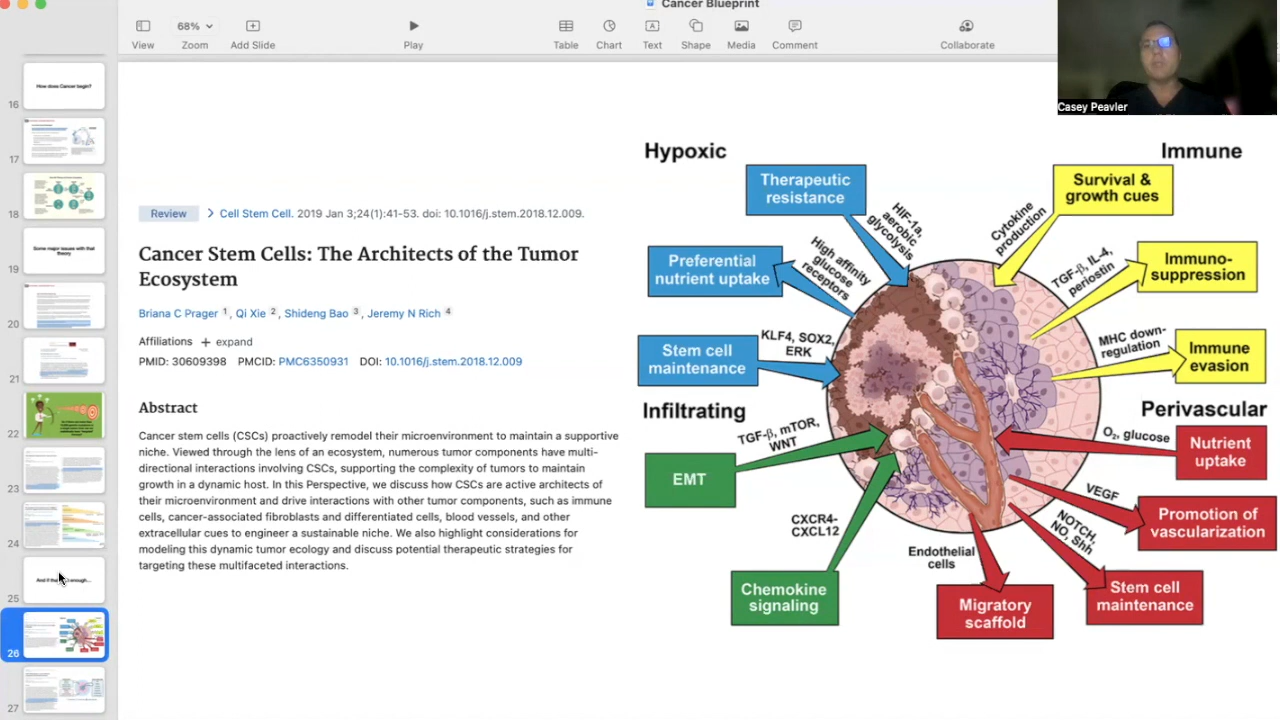 Cancer Blueprint
68%
View
Zoom
Add Slide
Play
Table
Chart
Text
Shape
Media
Comment
Collaborate
Casey Peavler
16
How does Cancer begin?
17
18
19
Some major issues with that
theory
20
21
22
23
24
25
26
27
Review
Cell Stem Cell. 2019 Jan 3;24(1):41-53. doi: 10.1016/j.stem.2018.12.009.
Cancer Stem Cells: The Architects of the Tumor
Ecosystem
Briana C Prager 1, Qi Xie 2, Shideng Bao 3, Jeremy N Rich 4
Affiliations + expand
PMID: 30609398 PMCID: PMC6350931 DOI: 10.1016/j.stem.2018.12.009
Abstract
Cancer stem cells (CSCs) proactively remodel their microenvironment to maintain a supportive
niche. Viewed through the lens of an ecosystem, numerous tumor components have multi-
directional interactions involving CSCs, supporting the complexity of tumors to maintain
growth in a dynamic host. In this Perspective, we discuss how CSCs are active architects of
their microenvironment and drive interactions with other tumor components, such as immune
cells, cancer-associated fibroblasts and differentiated cells, blood vessels, and other
extracellular cues to engineer a sustainable niche. We also highlight considerations for
modeling this dynamic tumor ecology and discuss potential therapeutic strategies for
targeting these multifaceted interactions.
Hypoxic
Therapeutic
resistance
HIF-1a,
aerobic
glycolysis
Preferential
nutrient uptake
High affinity
glucose
receptors
Stem cell
maintenance
KLF4, SOX2,
ERK
Immune
Survival &
growth cues
Cytokine
production
Immuno-
suppression
TGF-β, IL-4,
periostin
Immune
evasion
MHC down-
regulation
Infiltrating
TGF-β, mTOR,
WNT
EMT
CXCR4-
CXCL12
Chemokine
signaling
Perivascular
O₂, glucose
Nutrient
uptake
VEGF
Promotion of
vascularization
NOTCH,
NO, Shh
Stem cell
maintenance
Endothelial
cells
Migratory
scaffold